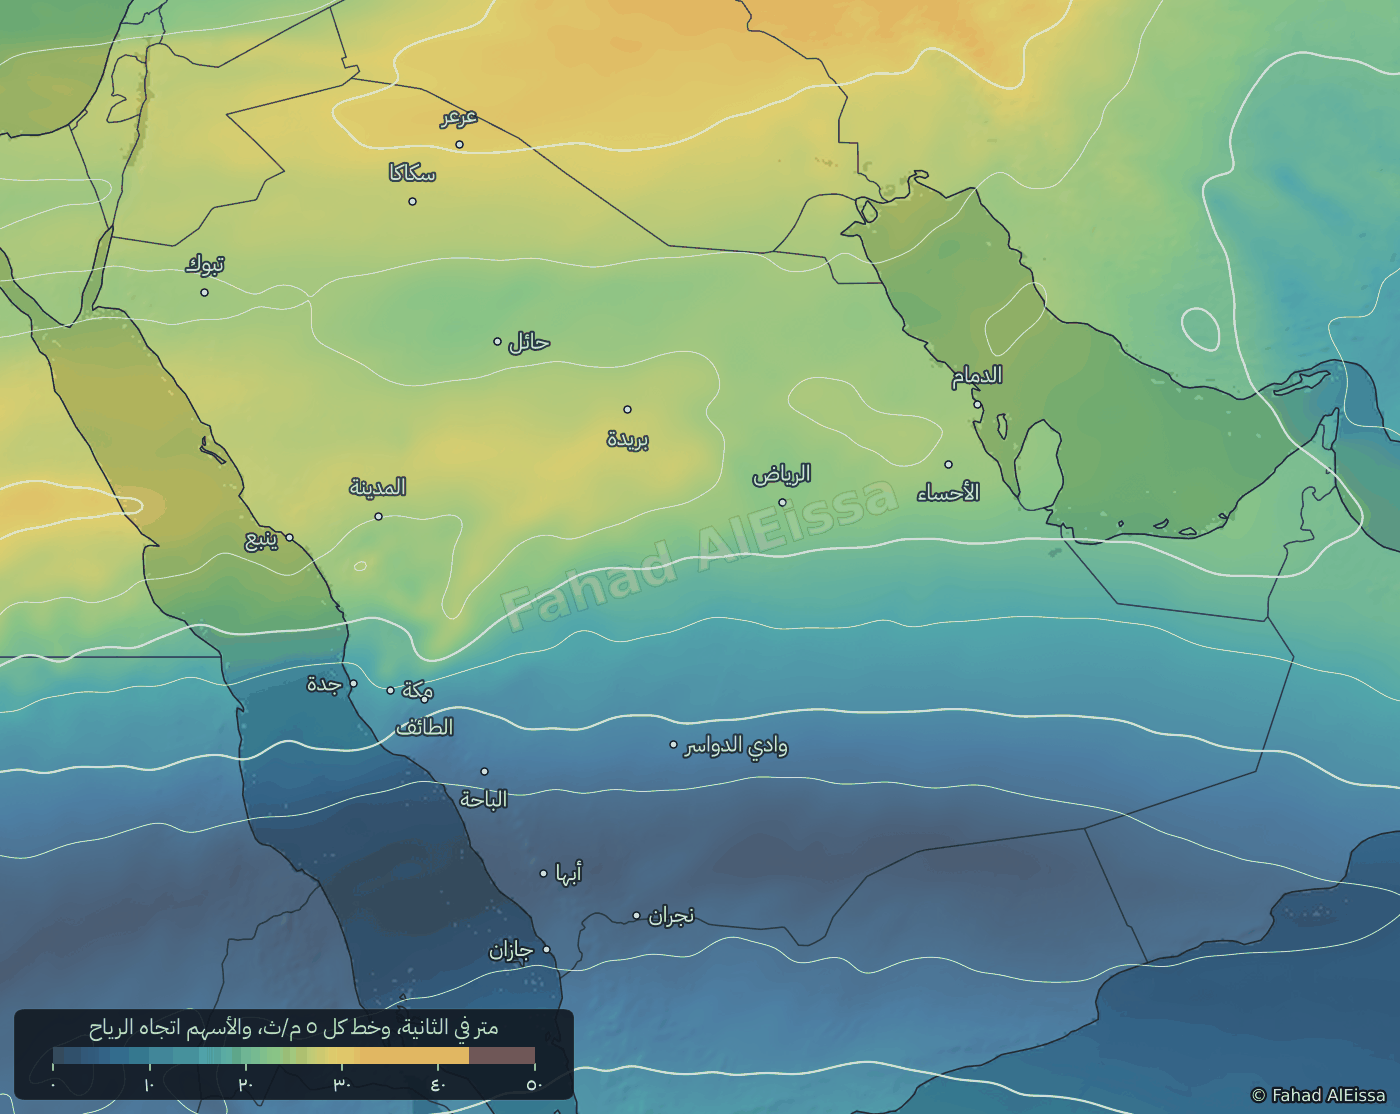 عرعر
سكاكا
تبوك
حائل
الدمام
بريدة
الرياض
المدينة
الأحساء
ينبع
Fahad AlEissa
جدة
مكة
الطائف
وادي الدواسر
الباحة
أبها
نجران
جازان
متر في الثانية، وخط كل ٥ م/ث، والأسهم اتجاه الرياح
٠ ١٠ ٢٠ ٣٠ ٤٠ ٥٠
© Fahad AlEissa